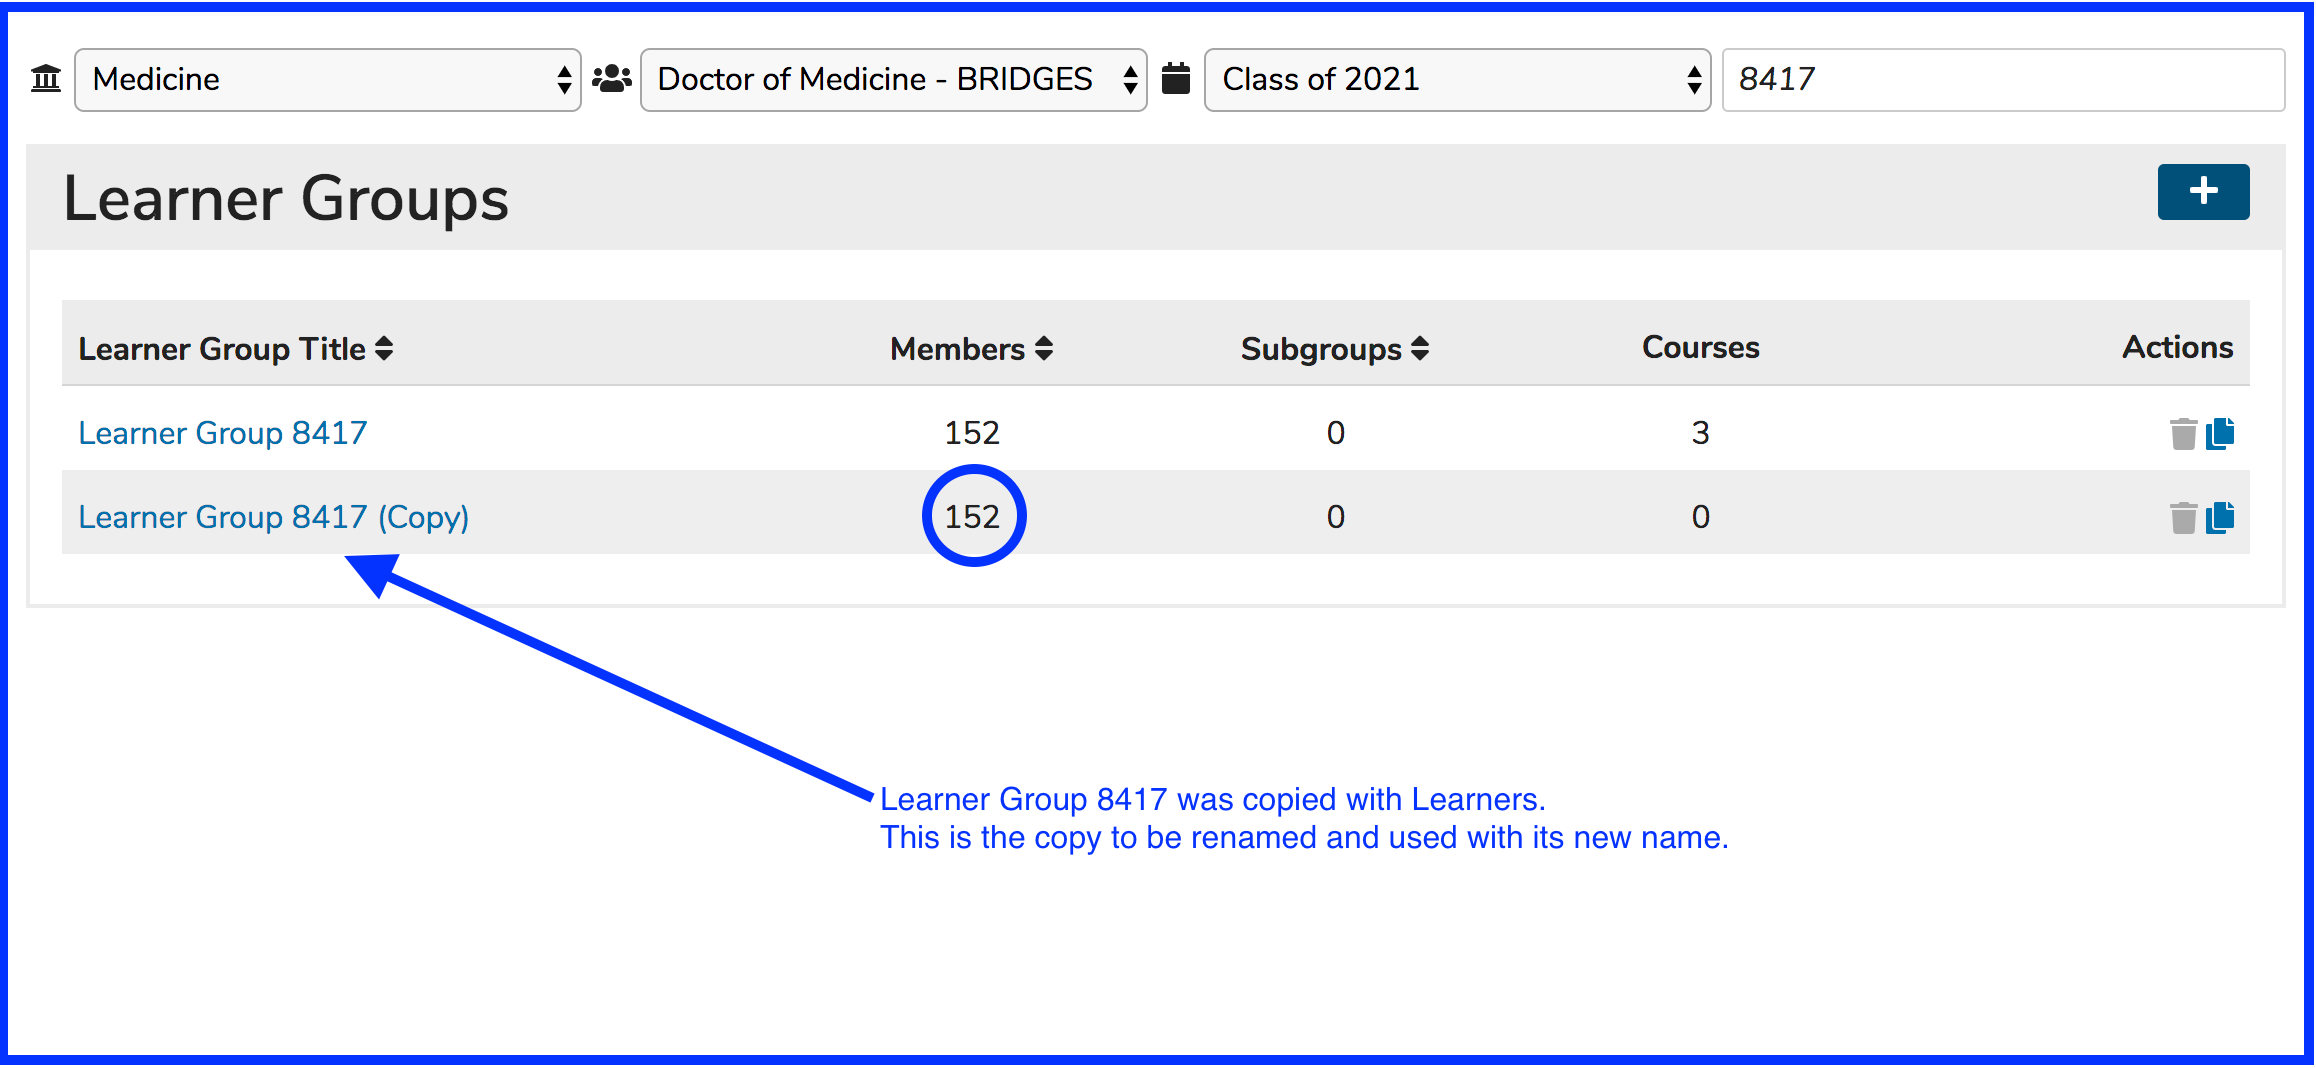 Medicine Doctor of Medicine - BRIDGES Class of 2021 8417
Learner Groups
Learner Group Title Members Subgroups Courses Actions
Learner Group 8417 152 0 3
Learner Group 8417 (Copy) 152 0 0
Learner Group 8417 was copied with Learners.
This is the copy to be renamed and used with its new name.